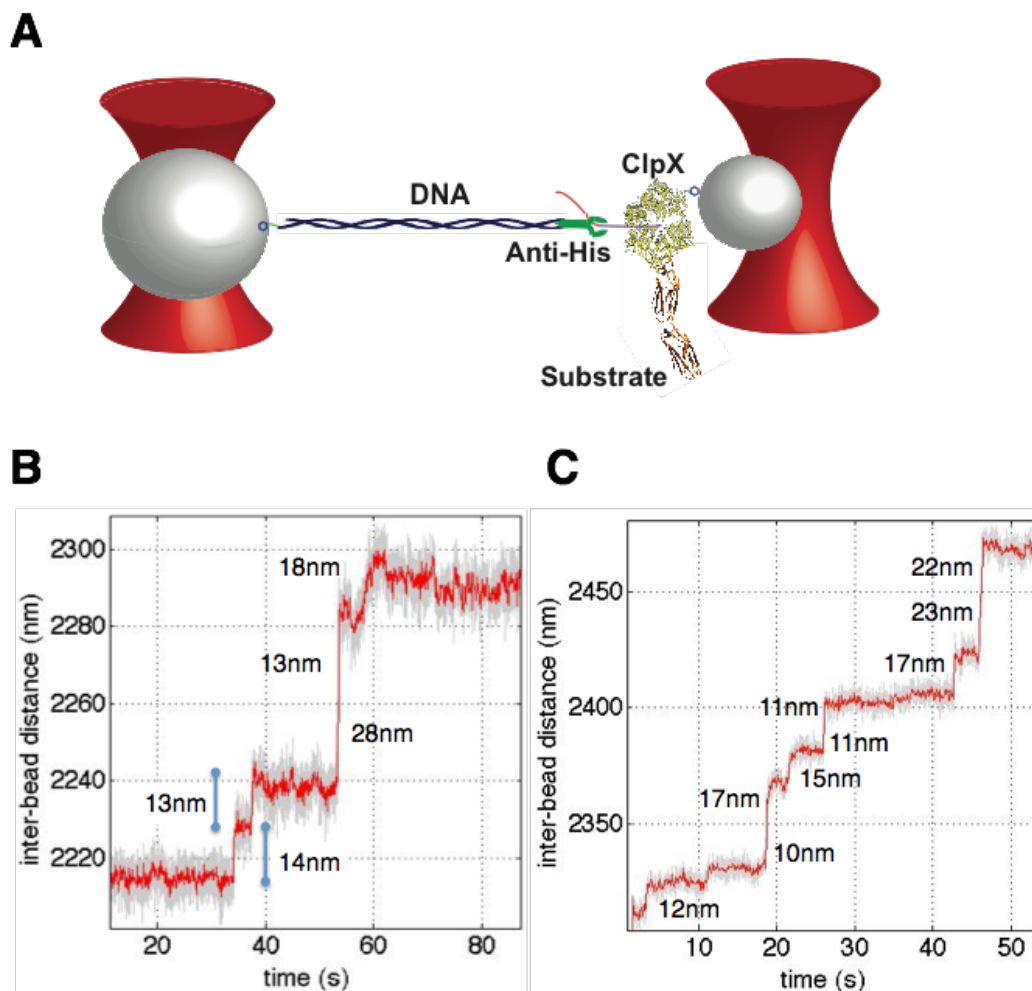 A
ClpX
DNA
Anti-His
Substrate
B
C
inter-bead distance (nm)
2300
2280
2260
2240
2220
18nm
13nm
28nm
13nm
14nm
20
40
60
80
time (s)
inter-bead distance (nm)
2450
2400
2350
22nm
23nm
17nm
11nm
11nm
15nm
17nm
10nm
12nm
10
20
30
40
50
time (s)